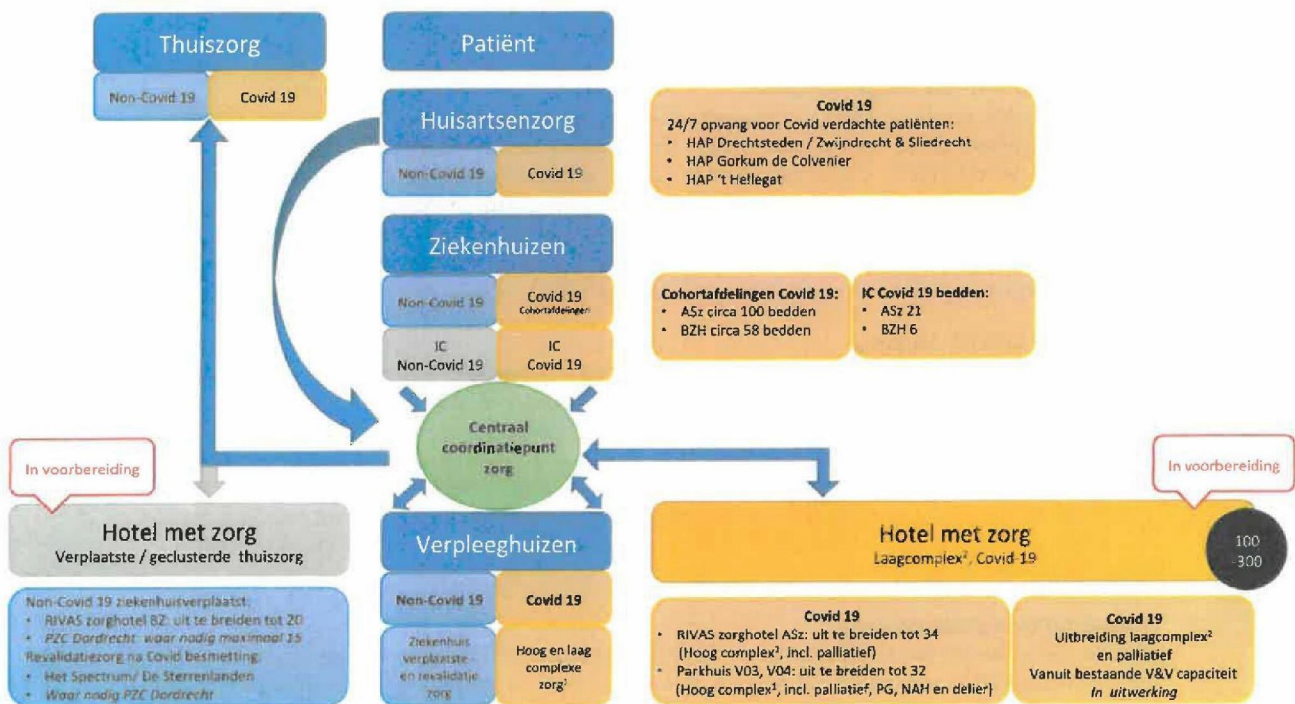 Thuiszorg
Non-Covid 19
Covid 19
Patiënt
Huisartsenzorg
Non-Covid 19
Covid 19
Covid 19
24/7 opvang voor Covid verdachte patiënten:
• HAP Drechtsteden / Zwijndrecht & Sliedrecht
• HAP Gorkum de Colvenier
• HAP 't Hellegat
Ziekenhuizen
Non-Covid 19
Covid 19
Cohortafdelingen
IC
Non-Covid 19
IC
Covid 19
Cohortafdelingen Covid 19:
• ASz circa 100 bedden
• BZH circa 58 bedden
IC Covid 19 bedden:
• ASz 21
• BZH 6
Centraal
coördinatiepunt
zorg
In voorbereiding
Hotel met zorg
Verplaatste / geclusterde thuiszorg
Non-Covid 19 ziekenhuisverplaatst:
• RIVAS zorghotel BZ: uit te breiden tot 20
• PZC Dordrecht: waar nodig maximaal 15
Revalidatiezorg na Covid besmetting:
• Het Spectrum/ De Sterrenlanden
• Waar nodig PZC Dordrecht
Verpleeghuizen
Non-Covid 19
Covid 19
Ziekenhuis
verplaatste
en revalidatie
zorg
Hoog en laag
complexe
zorg¹
In voorbereiding
Hotel met zorg
Laagcomplex², Covid-19
100
-300
Covid 19
• RIVAS zorghotel ASz: uit te breiden tot 34
(Hoog complex¹, incl. palliatief)
• Parkhuis V03, V04: uit te breiden tot 32
(Hoog complex¹, incl. palliatief, PG, NAH en delier)
Covid 19
Uitbreiding laagcomplex²
en palliatief
Vanuit bestaande V&V capaciteit
In uitwerking